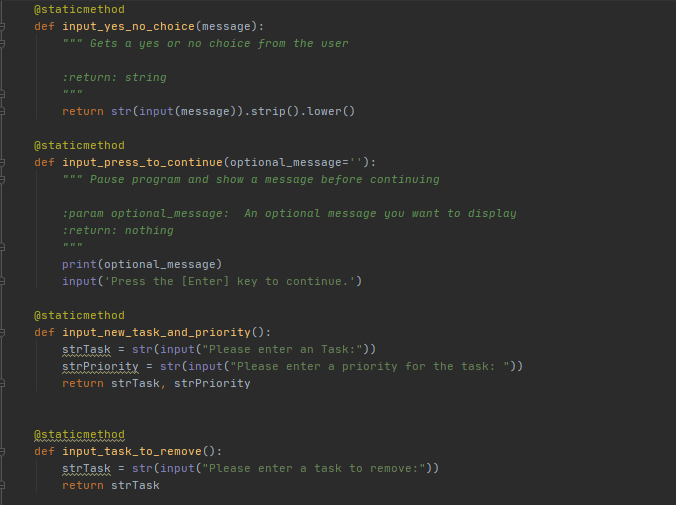 @staticmethod
def input_yes_no_choice(message):
    """ Gets a yes or no choice from the user

    :return: string
    """
    return str(input(message)).strip().lower()

@staticmethod
def input_press_to_continue(optional_message=''):
    """ Pause program and show a message before continuing

    :param optional_message:  An optional message you want to display
    :return: nothing
    """
    print(optional_message)
    input('Press the [Enter] key to continue.')

@staticmethod
def input_new_task_and_priority():
    strTask = str(input("Please enter an Task:"))
    strPriority = str(input("Please enter a priority for the task: "))
    return strTask, strPriority


@staticmethod
def input_task_to_remove():
    strTask = str(input("Please enter a task to remove:"))
    return strTask